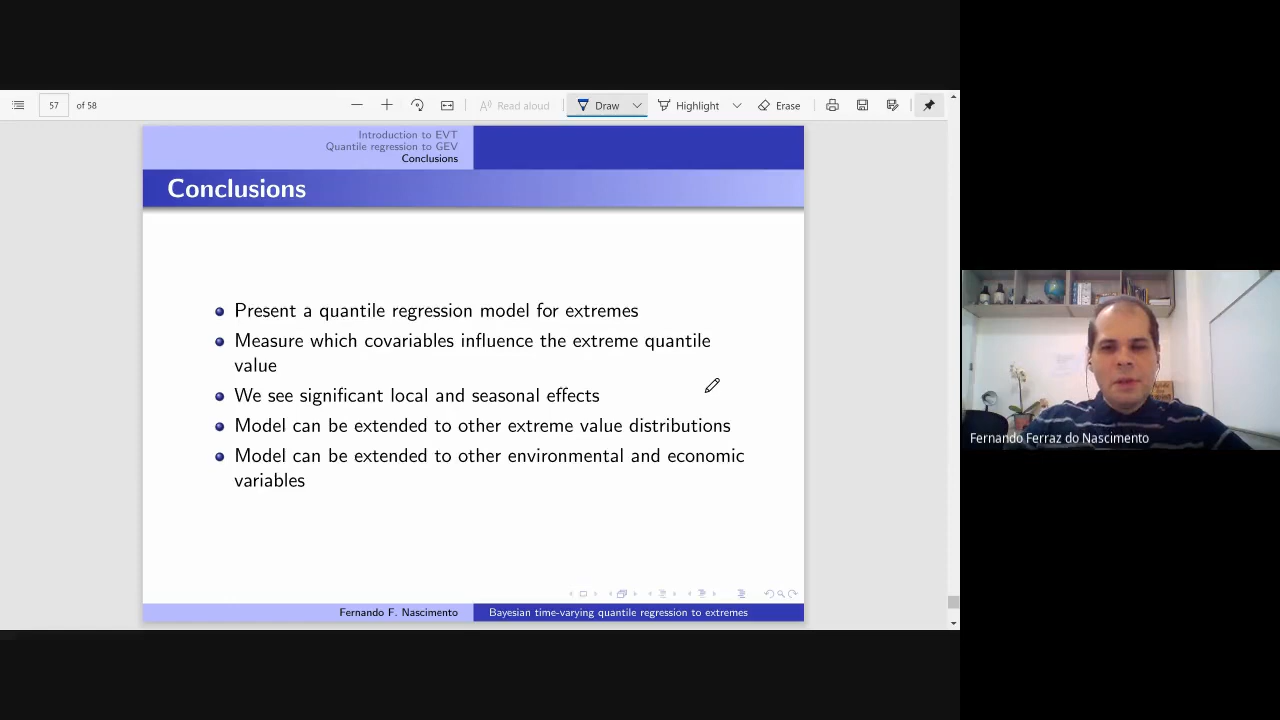 57
of 58
Read aloud
Draw
Highlight
Erase
Introduction to EVT
Quantile regression to GEV
Conclusions
Conclusions
Present a quantile regression model for extremes
Measure which covariables influence the extreme quantile
value
We see significant local and seasonal effects
Model can be extended to other extreme value distributions
Model can be extended to other environmental and economic
variables
Fernando F. Nascimento
Bayesian time-varying quantile regression to extremes
Fernando Ferraz do Nascimento